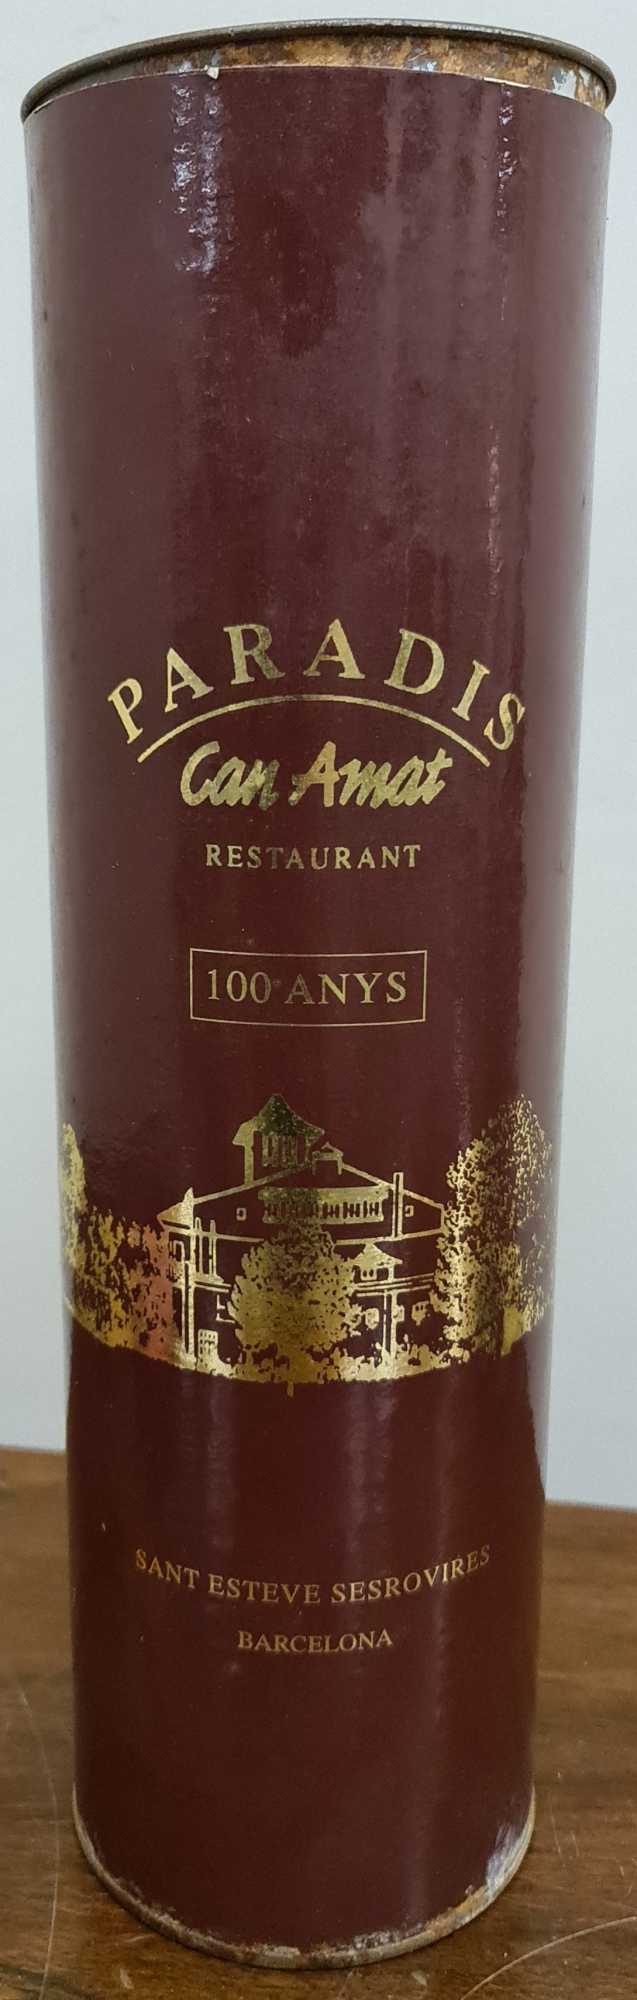 PARADIS
Can Amat
RESTAURANT
100 ANYS
SANT ESTEVE SESROVIRES
BARCELONA